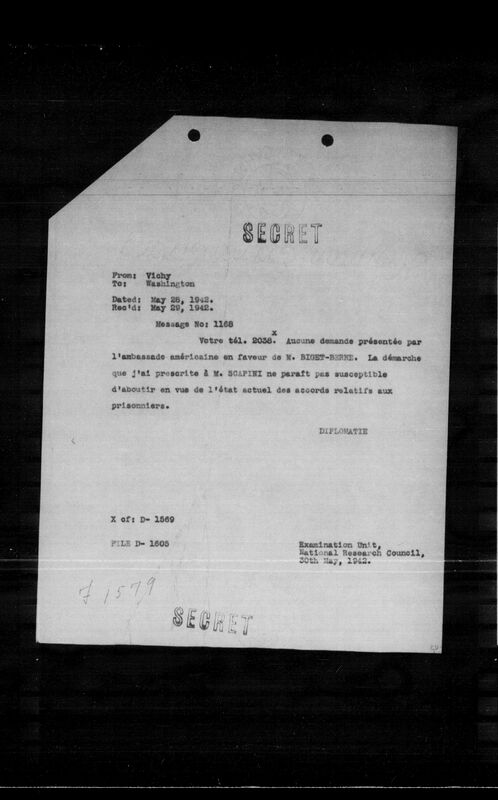 SECRET
From: Vichy
To: Washington
Dated: May 28, 1942.
Rec'd: May 29, 1942.
Message No: 1168
x
Votre tél. 2038. Aucune demande présentée par
l'ambassade américaine en faveur de M. BIGET-BERNE. La démarche
que j'ai prescrite à M. SCAPINI ne paraît pas susceptible
d'aboutir en vue de l'état actuel des accords relatifs aux
prisonniers.
DIPLOMATIE
X cf: D- 1569
FILE D- 1605
Examination Unit,
National Research Council,
30th May, 1942.
J 1579
SECRET